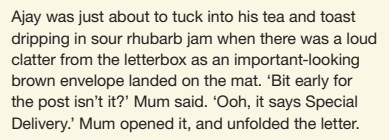 Ajay was just about to tuck into his tea and toast
dripping in sour rhubarb jam when there was a loud
clatter from the letterbox as an important-looking
brown envelope landed on the mat. ‘Bit early for
the post isn’t it?’ Mum said. ‘Ooh, it says Special
Delivery.’ Mum opened it, and unfolded the letter.